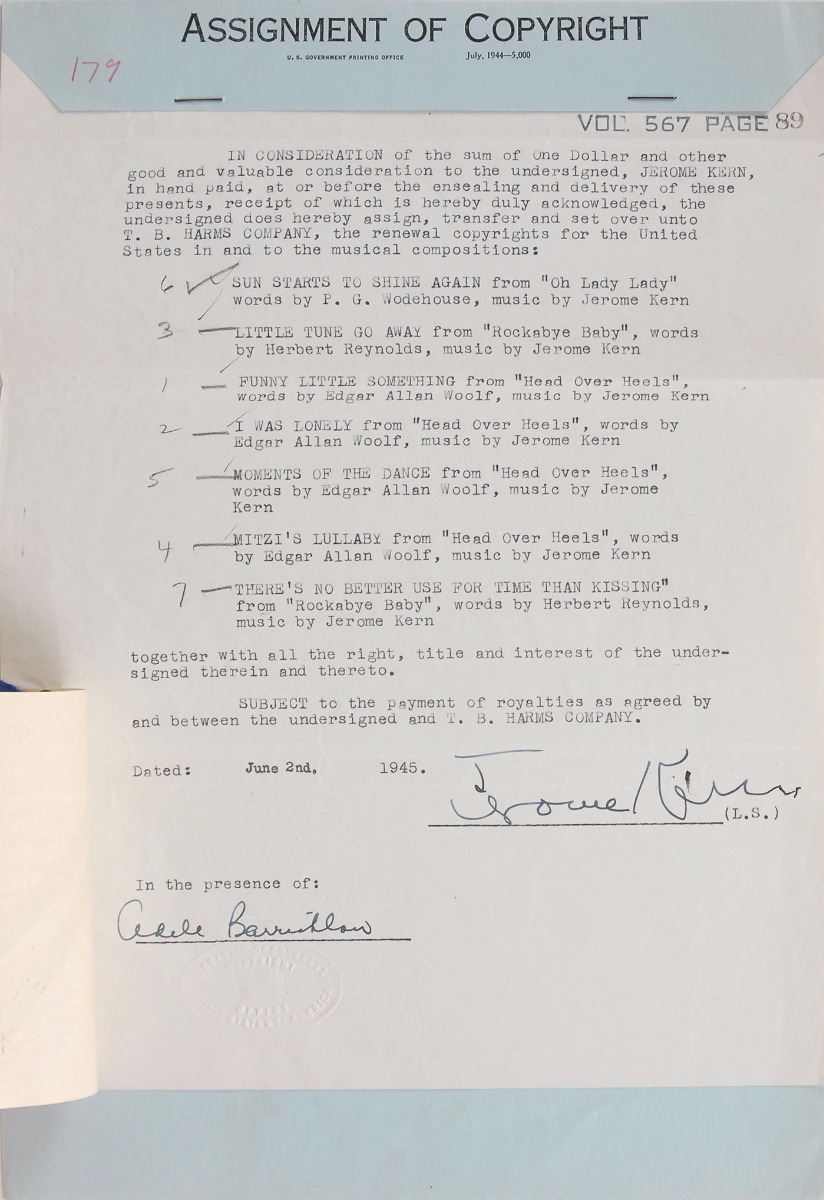 ASSIGNMENT OF COPYRIGHT
U. S. GOVERNMENT PRINTING OFFICE July, 1944—5,000
179
VOL. 567 PAGE 89
IN CONSIDERATION of the sum of One Dollar and other
good and valuable consideration to the undersigned, JEROME KERN,
in hand paid, at or before the ensealing and delivery of these
presents, receipt of which is hereby duly acknowledged, the
undersigned does hereby assign, transfer and set over unto
T. B. HARMS COMPANY, the renewal copyrights for the United
States in and to the musical compositions:
6 SUN STARTS TO SHINE AGAIN from "Oh Lady Lady"
words by P. G. Wodehouse, music by Jerome Kern
3 LITTLE TUNE GO AWAY from "Rockabye Baby", words
by Herbert Reynolds, music by Jerome Kern
1 FUNNY LITTLE SOMETHING from "Head Over Heels",
words by Edgar Allan Woolf, music by Jerome Kern
2 I WAS LONELY from "Head Over Heels", words by
Edgar Allan Woolf, music by Jerome Kern
5 MOMENTS OF THE DANCE from "Head Over Heels",
words by Edgar Allan Woolf, music by Jerome
Kern
4 MITZI'S LULLABY from "Head Over Heels", words
by Edgar Allan Woolf, music by Jerome Kern
7 THERE'S NO BETTER USE FOR TIME THAN KISSING"
from "Rockabye Baby", words by Herbert Reynolds,
music by Jerome Kern
together with all the right, title and interest of the under-
signed therein and thereto.
SUBJECT to the payment of royalties as agreed by
and between the undersigned and T. B. HARMS COMPANY.
Dated: June 2nd, 1945.
Jerome Kern
(L.S.)
In the presence of:
Adele